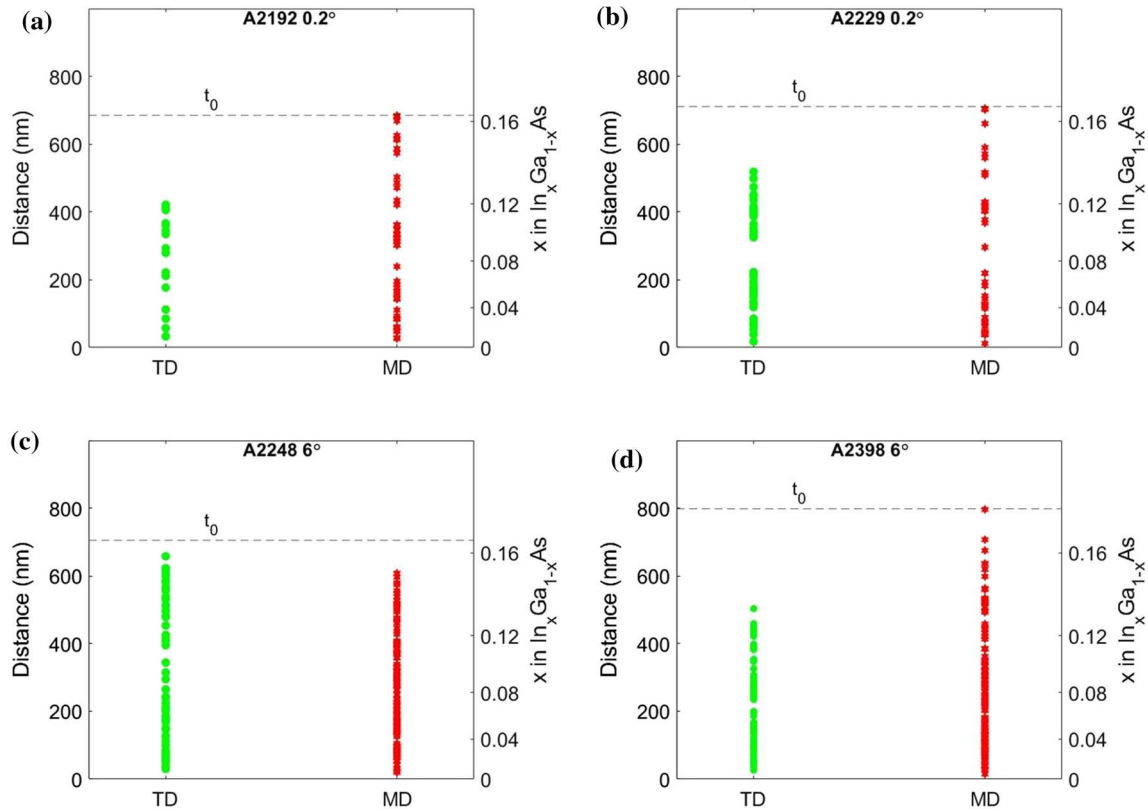 (a)
A2192 0.2°
800
600
400
200
0
Distance (nm)
t0
0.16
0.12
0.08
0.04
0
x in InxGa1-xAs
TD
MD
(b)
A2229 0.2°
800
600
400
200
0
Distance (nm)
t0
0.16
0.12
0.08
0.04
0
x in InxGa1-xAs
TD
MD
(c)
A2248 6°
800
600
400
200
0
Distance (nm)
t0
0.16
0.12
0.08
0.04
0
x in InxGa1-xAs
TD
MD
(d)
A2398 6°
800
600
400
200
0
Distance (nm)
t0
0.16
0.12
0.08
0.04
0
x in InxGa1-xAs
TD
MD